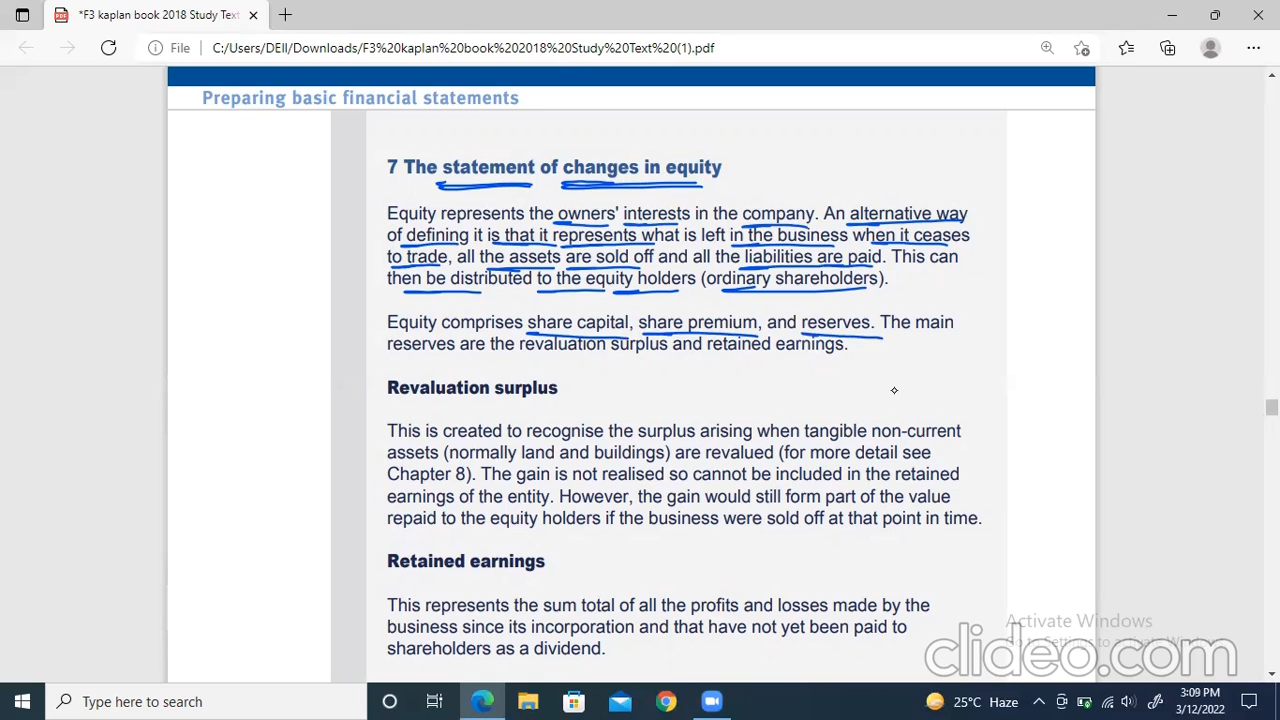 *F3 kaplan book 2018 Study Text
File C:/Users/DEll/Downloads/F3%20kaplan%20book%202018%20Study%20Text%20(1).pdf
Preparing basic financial statements
7 The statement of changes in equity
Equity represents the owners' interests in the company. An alternative way
of defining it is that it represents what is left in the business when it ceases
to trade, all the assets are sold off and all the liabilities are paid. This can
then be distributed to the equity holders (ordinary shareholders).
Equity comprises share capital, share premium, and reserves. The main
reserves are the revaluation surplus and retained earnings.
Revaluation surplus
This is created to recognise the surplus arising when tangible non-current
assets (normally land and buildings) are revalued (for more detail see
Chapter 8). The gain is not realised so cannot be included in the retained
earnings of the entity. However, the gain would still form part of the value
repaid to the equity holders if the business were sold off at that point in time.
Retained earnings
This represents the sum total of all the profits and losses made by the
business since its incorporation and that have not yet been paid to
shareholders as a dividend.
Activate Windows
Go to Settings to activate Windows.
clideo.com
Type here to search
25°C Haze
3:09 PM
3/12/2022